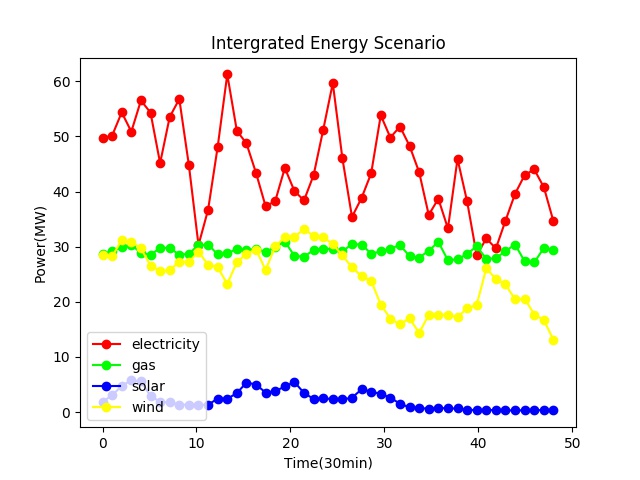 Intergrated Energy Scenario
Power(MW)
60
50
40
30
20
10
0
electricity
gas
solar
wind
0 10 20 30 40 50
Time(30min)